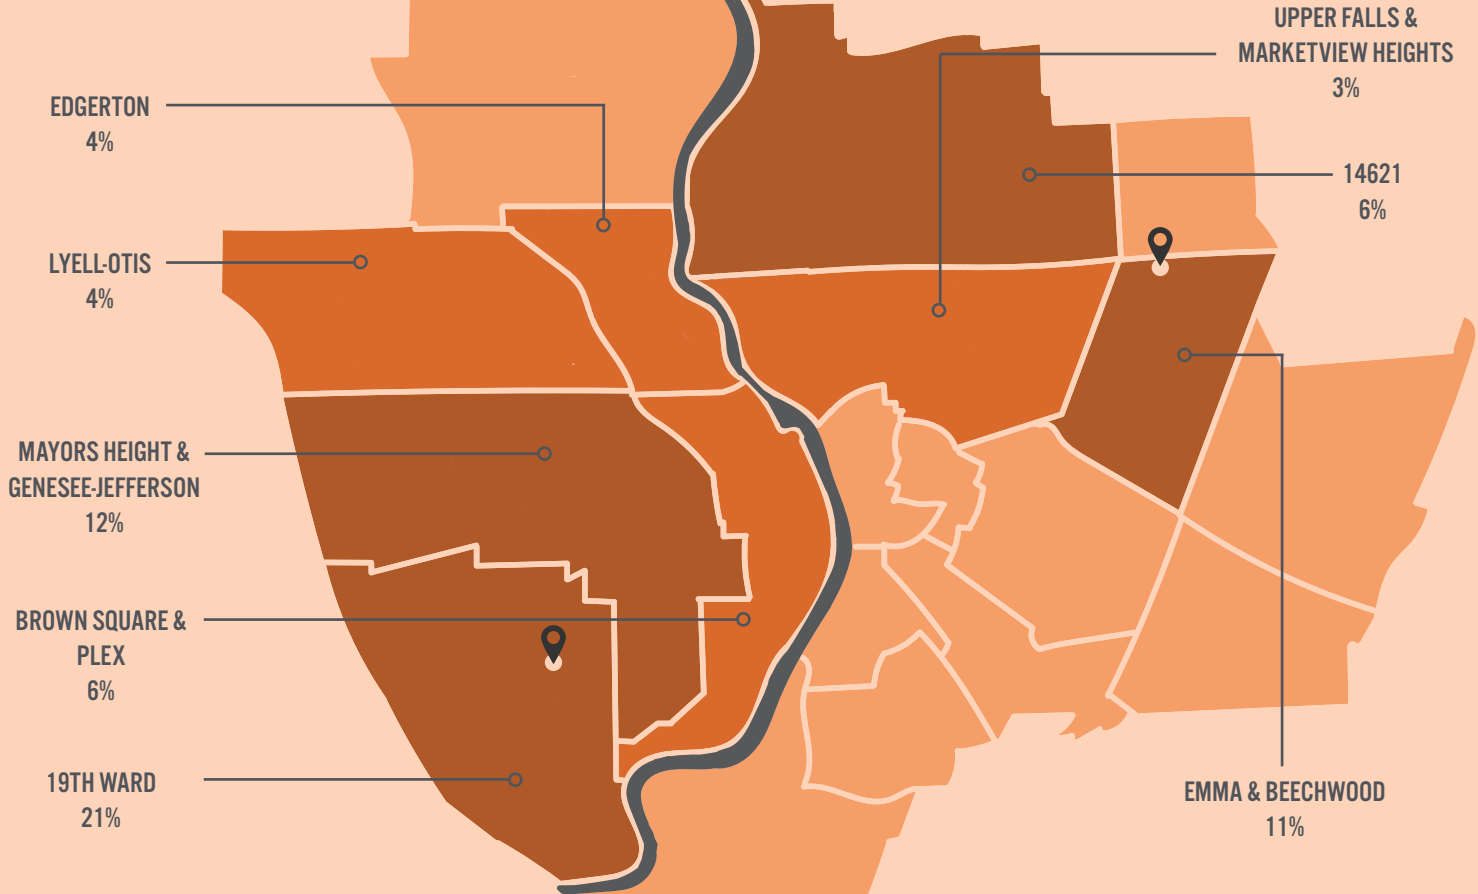 UPPER FALLS &
MARKETVIEW HEIGHTS
3%
EDGERTON
4%
14621
6%
LYELL-OTIS
4%
MAYORS HEIGHT &
GENESEE-JEFFERSON
12%
BROWN SQUARE &
PLEX
6%
19TH WARD
21%
EMMA & BEECHWOOD
11%